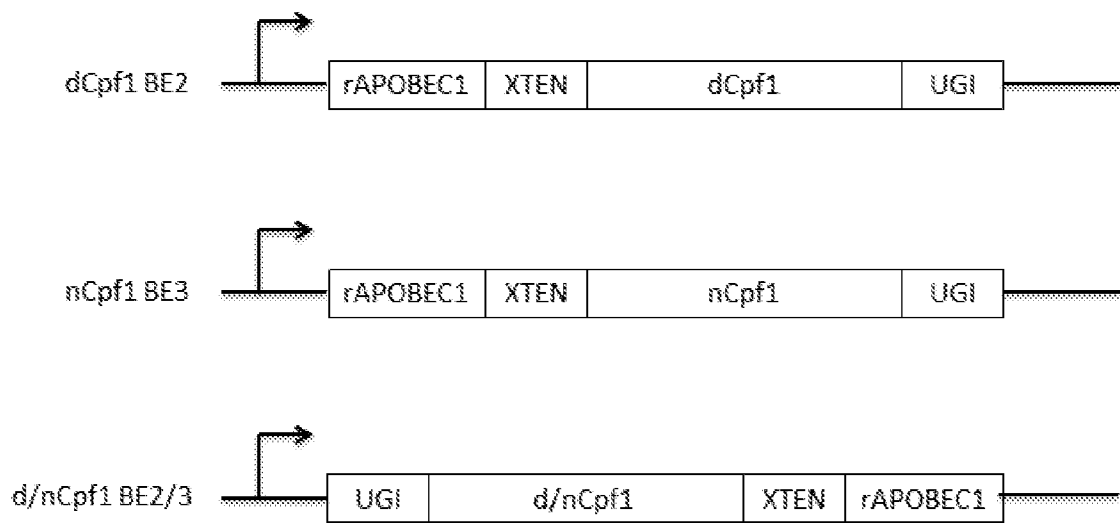 dCpf1 BE2 rAPOBEC1 XTEN dCpf1 UGI
nCpf1 BE3 rAPOBEC1 XTEN nCpf1 UGI
d/nCpf1 BE2/3 UGI d/nCpf1 XTEN rAPOBEC1